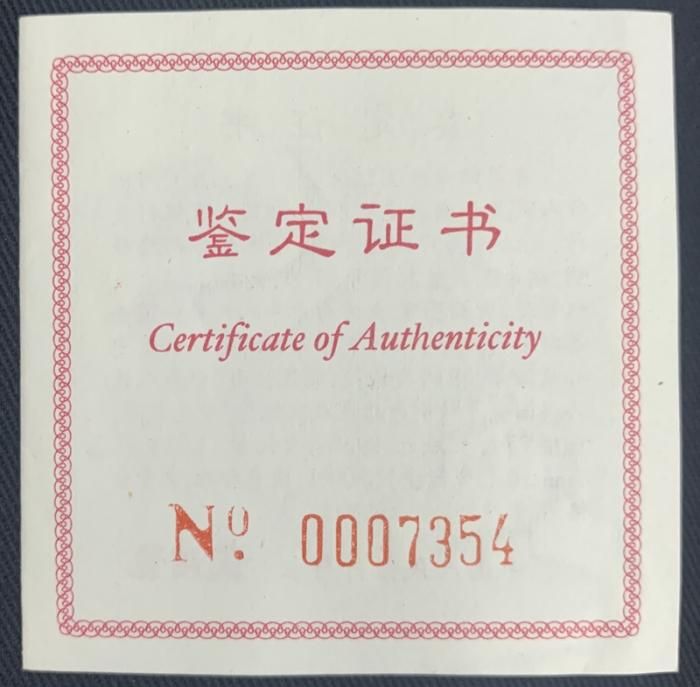 鉴定证书
Certificate of Authenticity
Nº 0007354